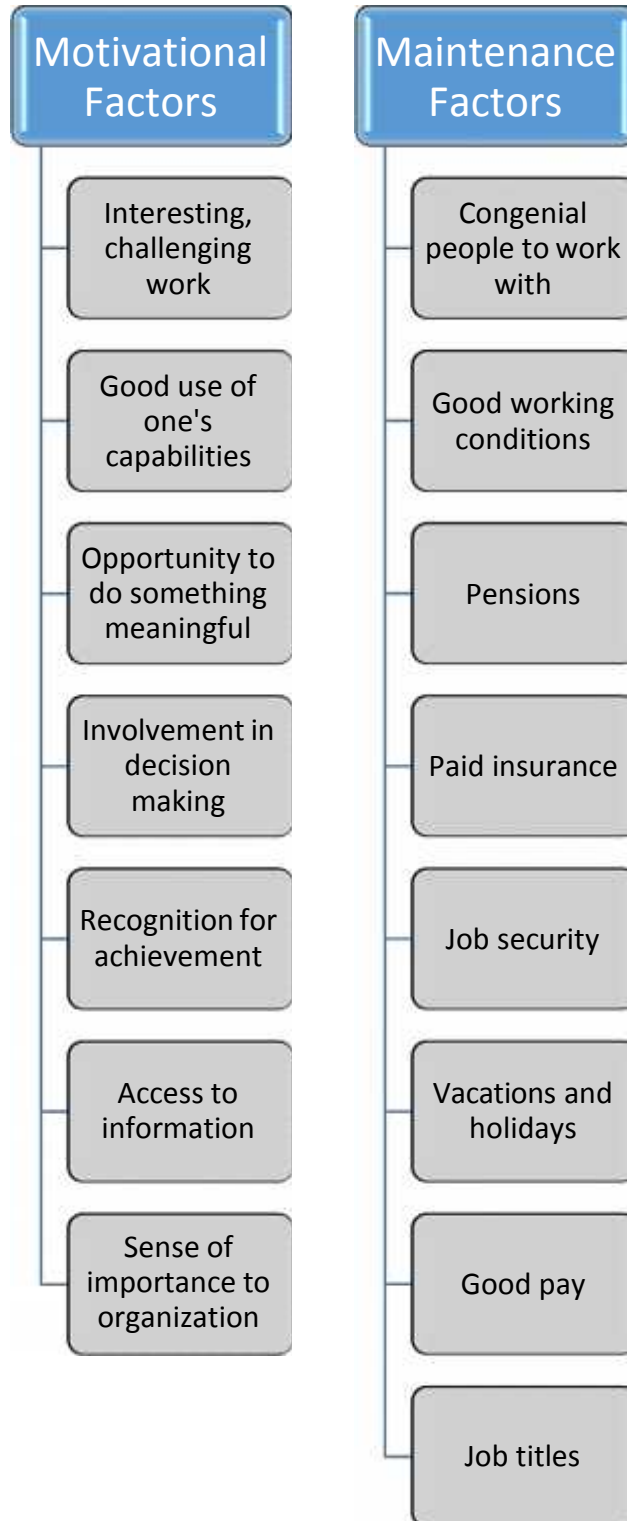 Motivational
Factors
Interesting,
challenging
work
Good use of
one's
capabilities
Opportunity to
do something
meaningful
Involvement in
decision
making
Recognition for
achievement
Access to
information
Sense of
importance to
organization
Maintenance
Factors
Congenial
people to work
with
Good working
conditions
Pensions
Paid insurance
Job security
Vacations and
holidays
Good pay
Job titles